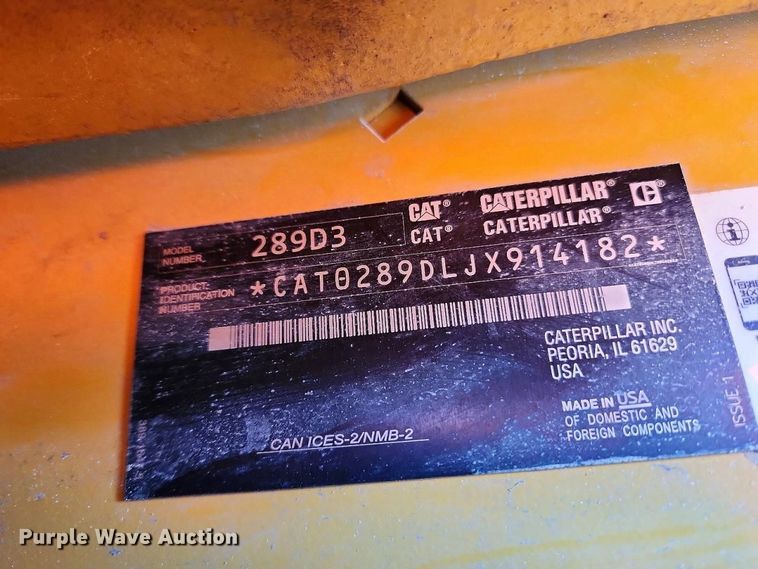 MODEL NUMBER 289D3
CAT® CATERPILLAR® C®
CAT® CATERPILLAR®
PRODUCT IDENTIFICATION NUMBER *CAT0289DLJX914182*
CATERPILLAR INC.
PEORIA, IL 61629
USA
MADE IN USA
OF DOMESTIC AND
FOREIGN COMPONENTS
CAN ICES-2/NMB-2
ISSUE 1
Purple Wave Auction